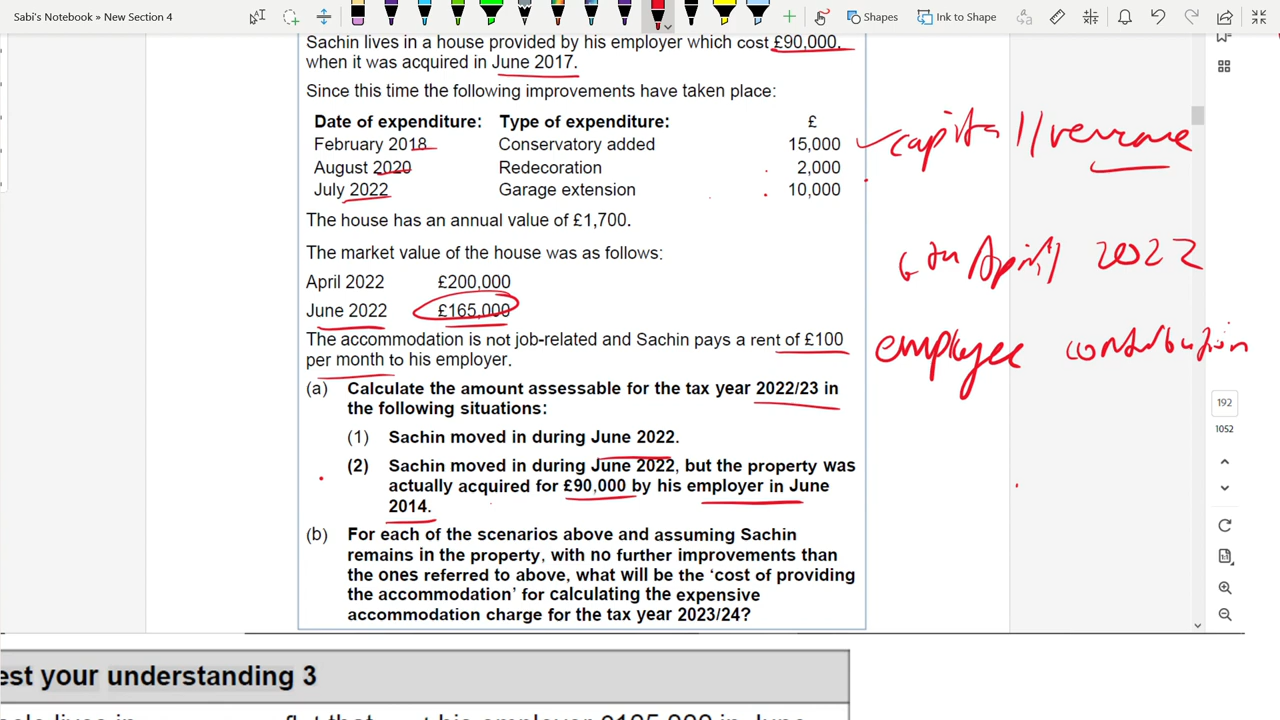 Sabi's Notebook » New Section 4
Shapes
Ink to Shape
Sachin lives in a house provided by his employer which cost £90,000,
when it was acquired in June 2017.
Since this time the following improvements have taken place:
Date of expenditure: Type of expenditure: £
February 2018 Conservatory added 15,000
August 2020 Redecoration 2,000
July 2022 Garage extension 10,000
capital/revenue
The house has an annual value of £1,700.
The market value of the house was as follows:
April 2022 £200,000
June 2022 £165,000
6th April 2022
The accommodation is not job-related and Sachin pays a rent of £100
per month to his employer.
employee contribution
(a) Calculate the amount assessable for the tax year 2022/23 in
the following situations:
(1) Sachin moved in during June 2022.
(2) Sachin moved in during June 2022, but the property was
actually acquired for £90,000 by his employer in June
2014.
(b) For each of the scenarios above and assuming Sachin
remains in the property, with no further improvements than
the ones referred to above, what will be the 'cost of providing
the accommodation' for calculating the expensive
accommodation charge for the tax year 2023/24?
192
1052
est your understanding 3